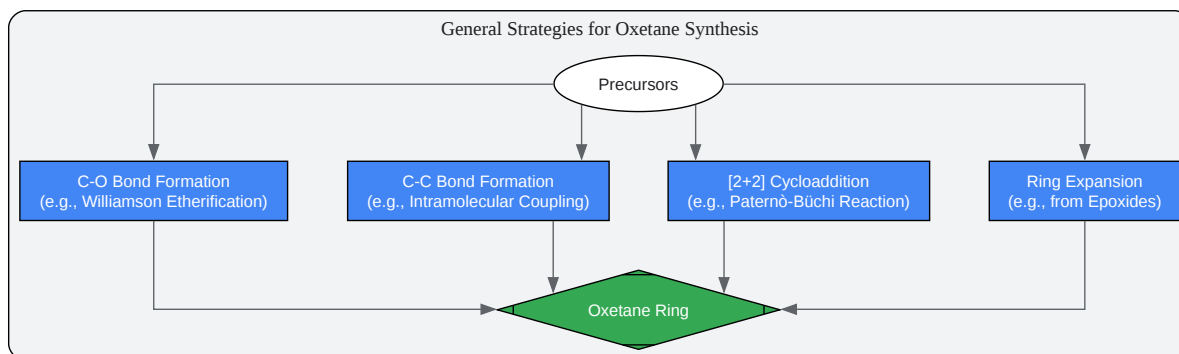 General Strategies for Oxetane Synthesis
Precursors
C-O Bond Formation
(e.g., Williamson Etherification)
C-C Bond Formation
(e.g., Intramolecular Coupling)
[2+2] Cycloaddition
(e.g., Paternò-Büchi Reaction)
Ring Expansion
(e.g., from Epoxides)
Oxetane Ring